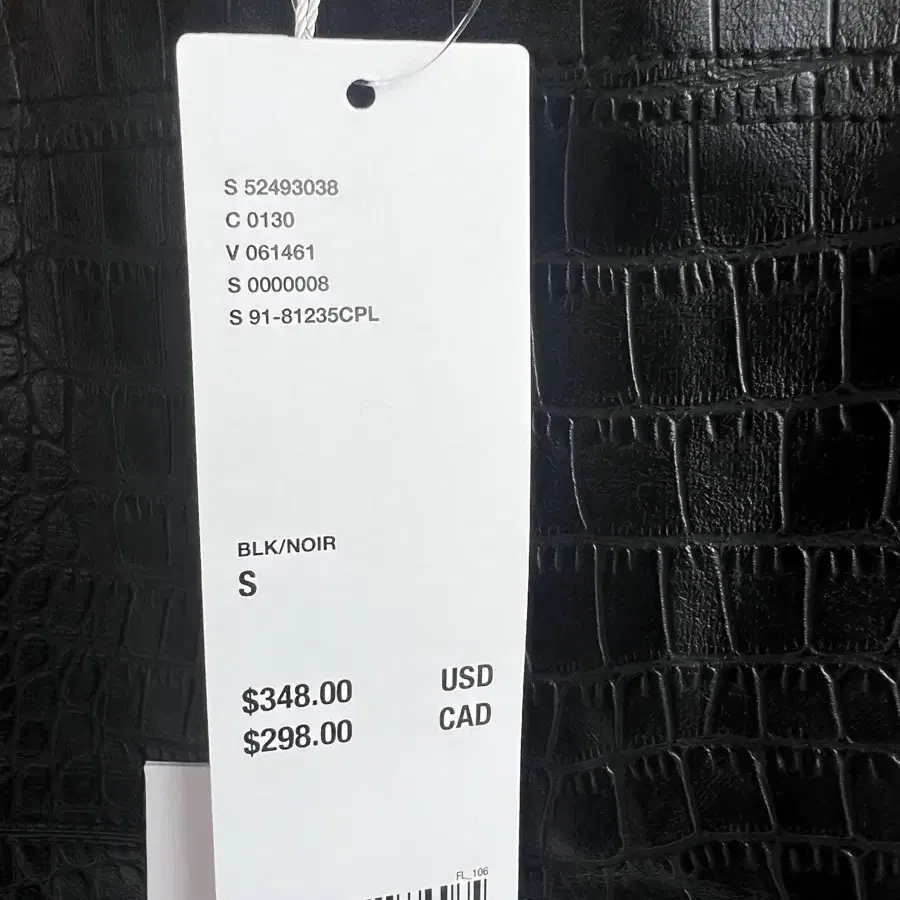 S 52493038
C 0130
V 061461
S 0000008
S 91-81235CPL
BLK/NOIR
S
$348.00 USD
$298.00 CAD
FL_106